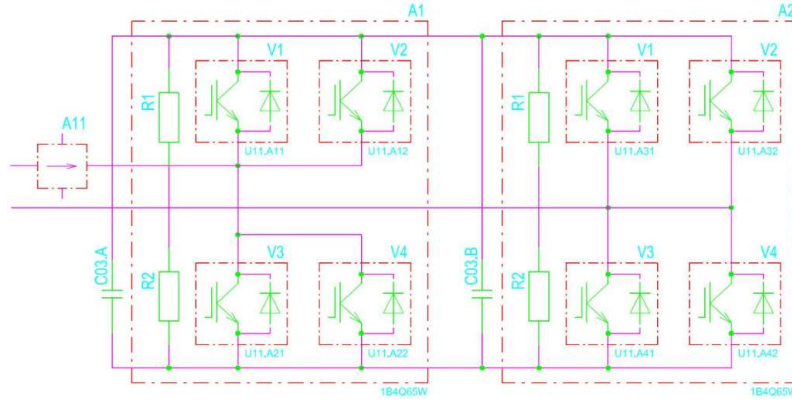 A1
A2
V1
V2
V1
V2
R1
R1
A11
U11.A11
U11.A12
U11.A31
U11.A32
V3
V4
V3
V4
C03.A
R2
C03.B
R2
U11.A21
U11.A22
U11.A41
U11.A42
1B4Q65W
1B4Q65W